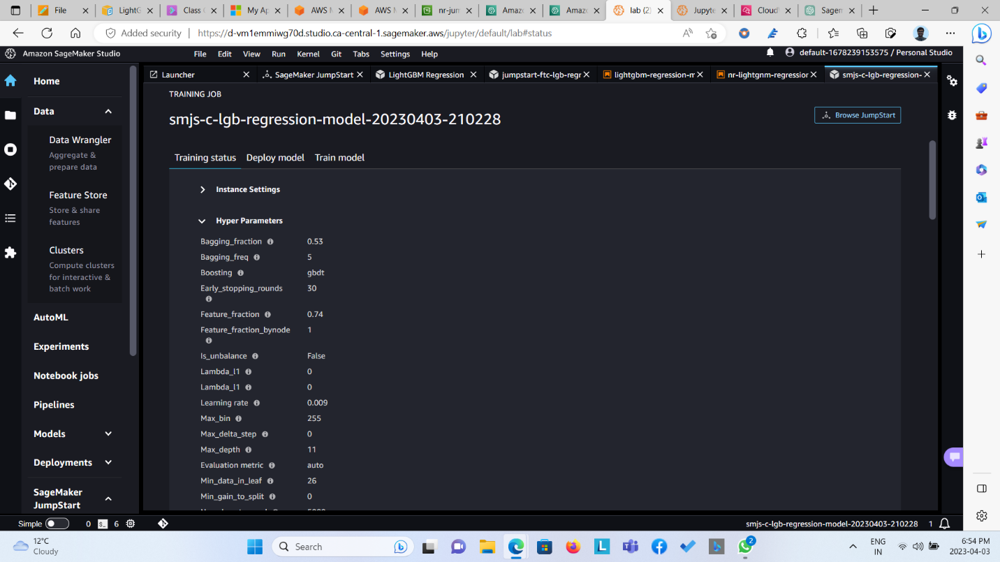 File
LightG
Class
My Ap
AWS M
AWS M
nr-jum
Amazo
Amazo
lab (2)
Jupyte
Cloud
Sagen
Added security
https://d-vm1emmiwg70d.studio.ca-central-1.sagemaker.aws/jupyter/default/lab#status
Amazon SageMaker Studio
File Edit View Run Kernel Git Tabs Settings Help
default-1678239153575 / Personal Studio
Launcher
SageMaker JumpStart
LightGBM Regression
jumpstart-ftc-lgb-regr
lightgbm-regression-m
nr-lightgnm-regression
smjs-c-lgb-regression-
Home
Data
Data Wrangler
Aggregate &
prepare data
Feature Store
Store & share
features
Clusters
Compute clusters
for interactive &
batch work
AutoML
Experiments
Notebook jobs
Pipelines
Models
Deployments
SageMaker
JumpStart
TRAINING JOB
smjs-c-lgb-regression-model-20230403-210228
Browse JumpStart
Training status Deploy model Train model
Instance Settings
Hyper Parameters
Bagging_fraction 0.53
Bagging_freq 5
Boosting gbdt
Early_stopping_rounds 30
Feature_fraction 0.74
Feature_fraction_bynode 1
Is_unbalance False
Lambda_l1 0
Lambda_l1 0
Learning rate 0.009
Max_bin 255
Max_delta_step 0
Max_depth 11
Evaluation metric auto
Min_data_in_leaf 26
Min_gain_to_split 0
Simple 0 6
smjs-c-lgb-regression-model-20230403-210228 1
12°C
Cloudy
Search
2
ENG
IN
6:54 PM
2023-04-03